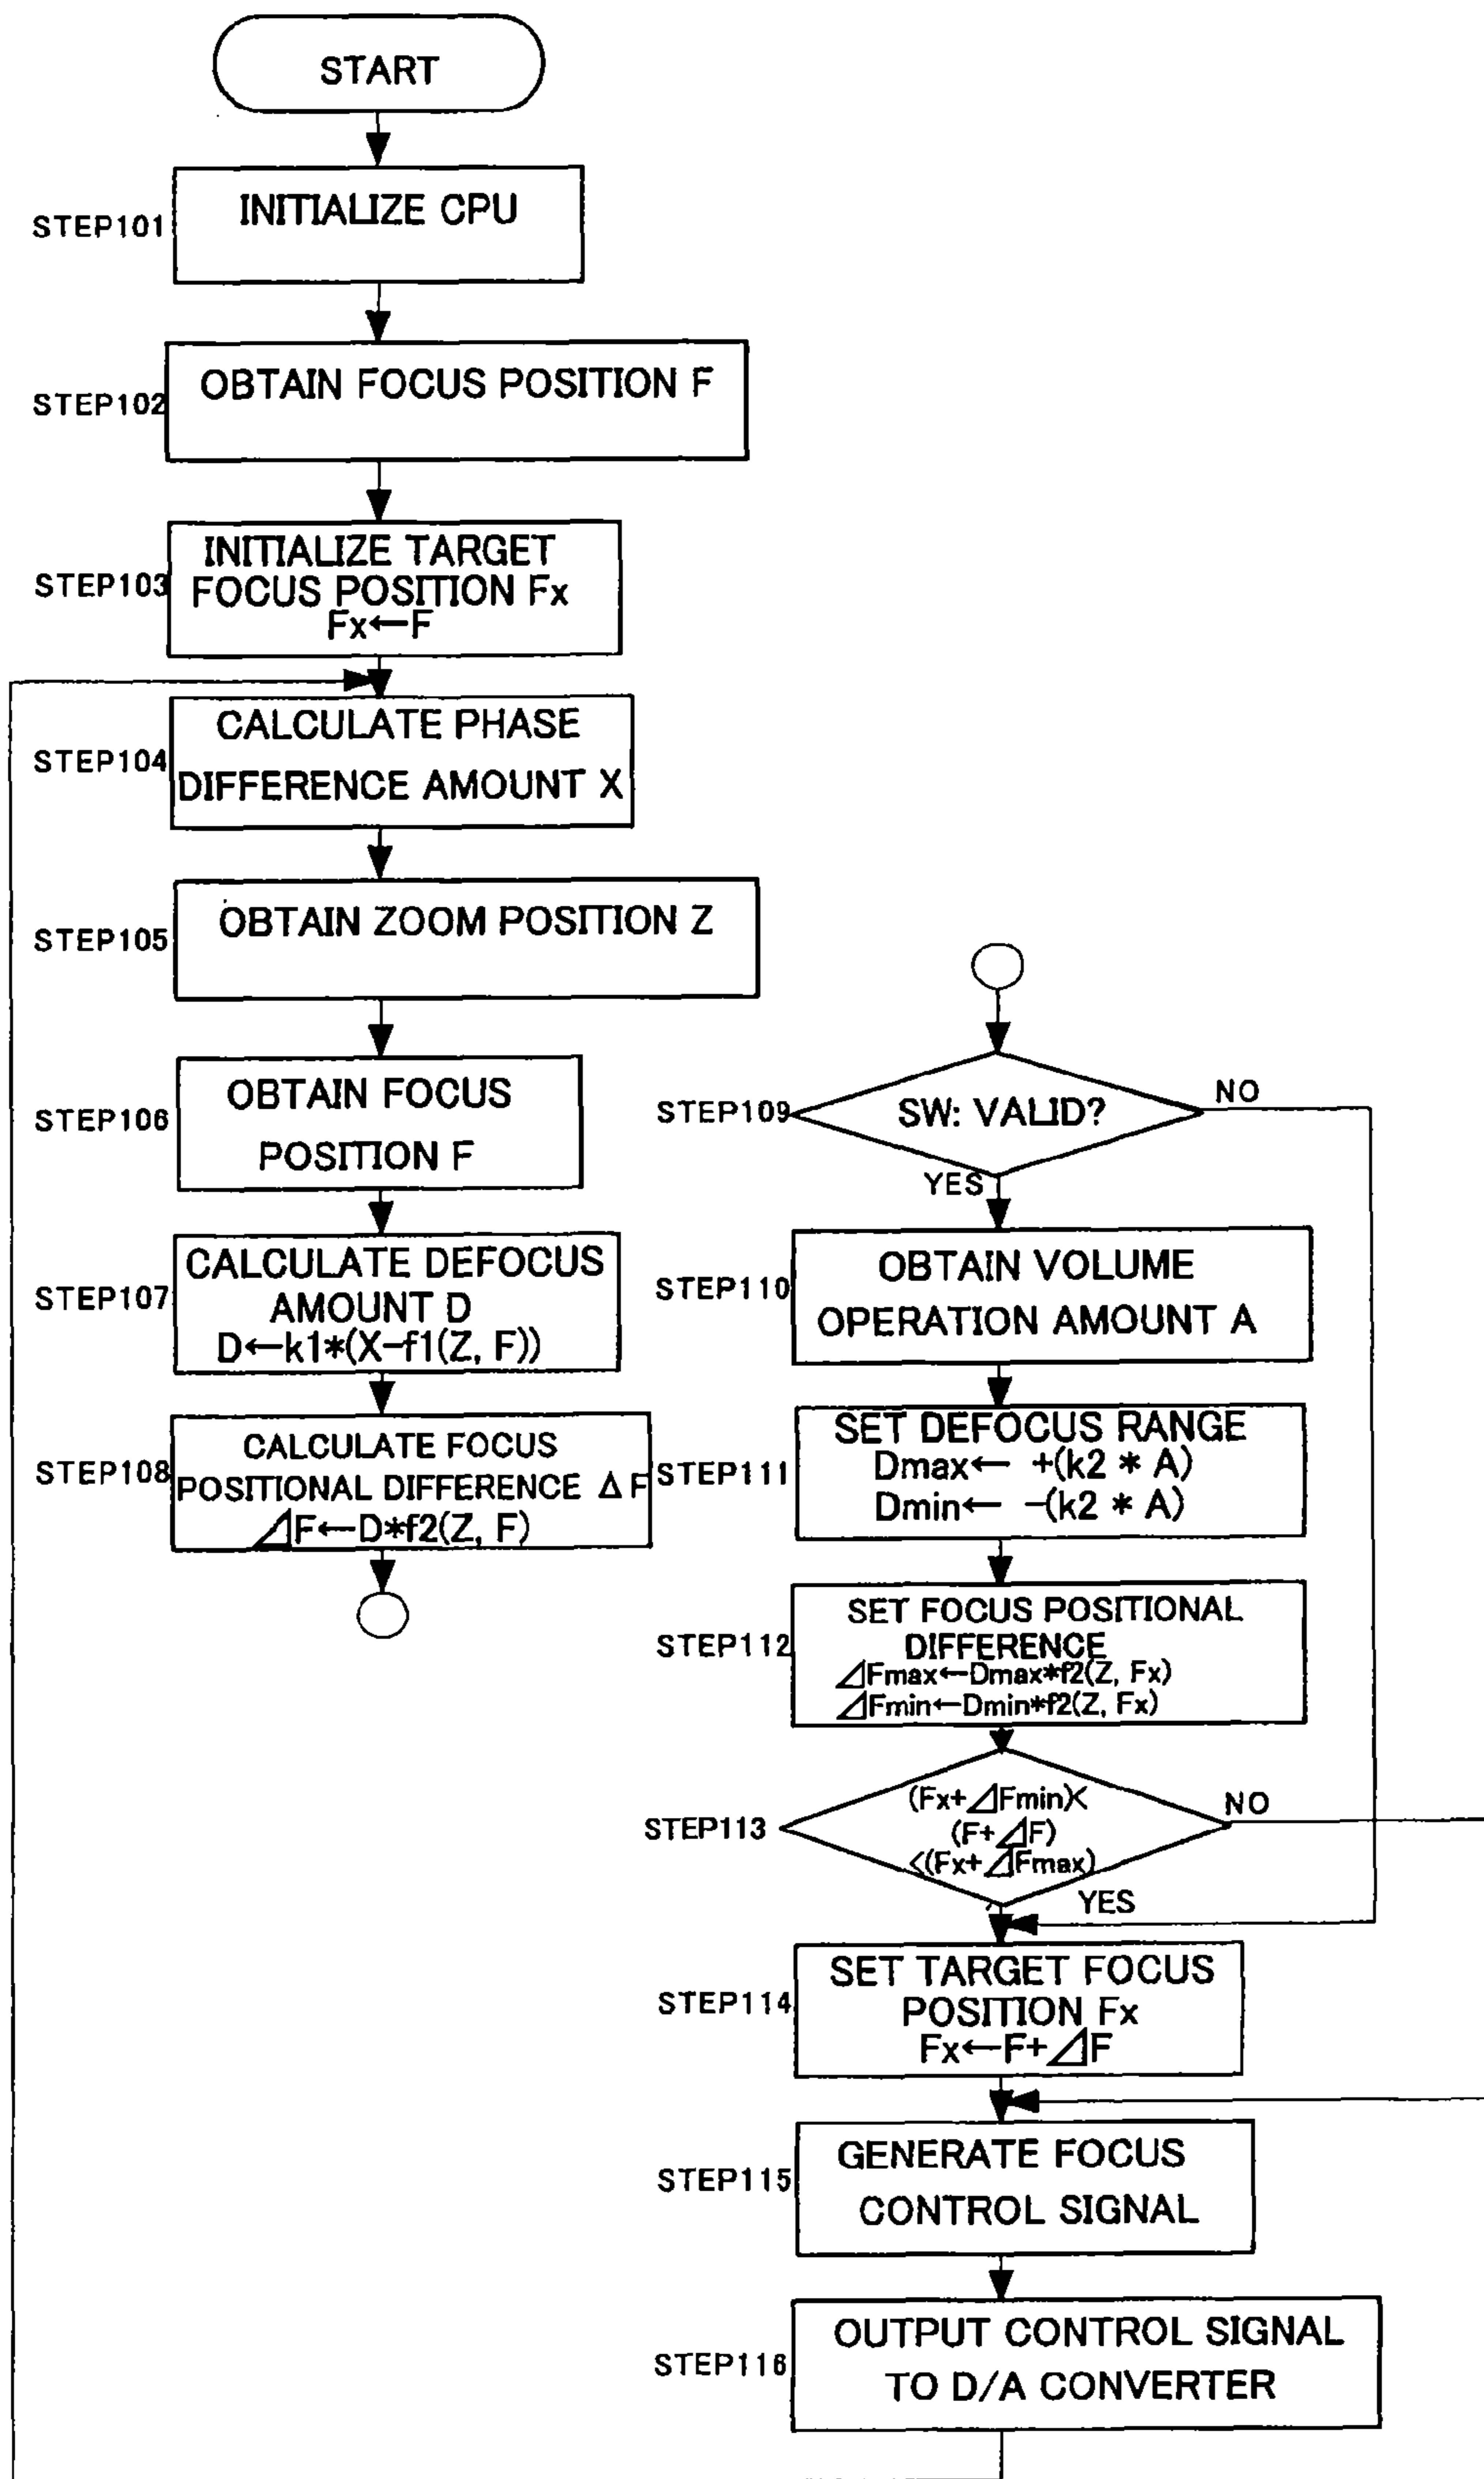 START
STEP101
INITIALIZE CPU
STEP102
OBTAIN FOCUS POSITION F
STEP103
INITIALIZE TARGET
FOCUS POSITION Fx
Fx←F
STEP104
CALCULATE PHASE
DIFFERENCE AMOUNT X
STEP105
OBTAIN ZOOM POSITION Z
STEP106
OBTAIN FOCUS
POSITION F
STEP107
CALCULATE DEFOCUS
AMOUNT D
D←k1*(X-f1(Z, F))
STEP108
CALCULATE FOCUS
POSITIONAL DIFFERENCE Δ F
⊿F←D*f2(Z, F)
STEP109
SW: VALID?
NO
YES
STEP110
OBTAIN VOLUME
OPERATION AMOUNT A
STEP111
SET DEFOCUS RANGE
Dmax← +(k2 * A)
Dmin← -(k2 * A)
STEP112
SET FOCUS POSITIONAL
DIFFERENCE
⊿Fmax←Dmax*f2(Z, Fx)
⊿Fmin←Dmin*f2(Z, Fx)
STEP113
(Fx+⊿Fmin)<
(F+⊿F)
<(Fx+⊿Fmax)
NO
YES
STEP114
SET TARGET FOCUS
POSITION Fx
Fx←F+⊿F
STEP115
GENERATE FOCUS
CONTROL SIGNAL
STEP116
OUTPUT CONTROL SIGNAL
TO D/A CONVERTER